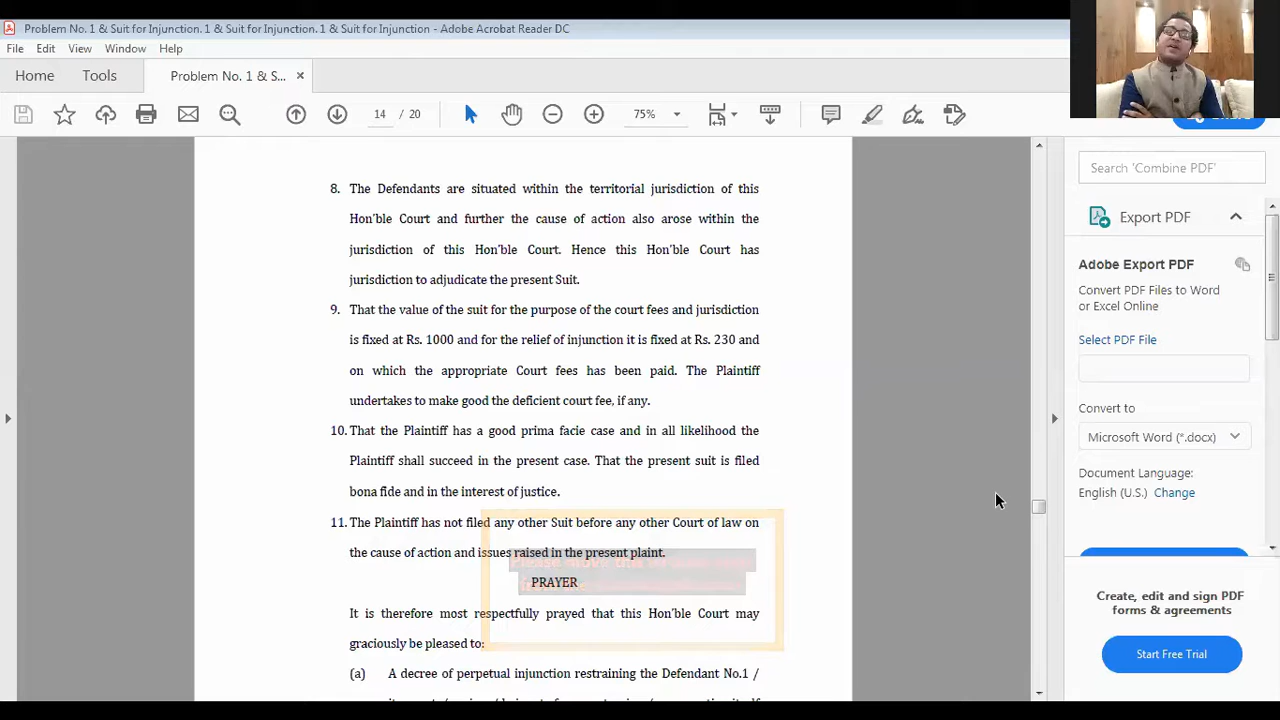 Problem No. 1 & Suit for Injunction. 1 & Suit for Injunction. 1 & Suit for Injunction - Adobe Acrobat Reader DC
File Edit View Window Help
Home Tools Problem No. 1 & S... ×
14 / 20 75%
8. The Defendants are situated within the territorial jurisdiction of this
Hon'ble Court and further the cause of action also arose within the
jurisdiction of this Hon'ble Court. Hence this Hon'ble Court has
jurisdiction to adjudicate the present Suit.
9. That the value of the suit for the purpose of the court fees and jurisdiction
is fixed at Rs. 1000 and for the relief of injunction it is fixed at Rs. 230 and
on which the appropriate Court fees has been paid. The Plaintiff
undertakes to make good the deficient court fee, if any.
10. That the Plaintiff has a good prima facie case and in all likelihood the
Plaintiff shall succeed in the present case. That the present suit is filed
bona fide and in the interest of justice.
11. The Plaintiff has not filed any other Suit before any other Court of law on
the cause of action and issues raised in the present plaint.
Please move this
PRAYER
It is therefore most respectfully prayed that this Hon'ble Court may
graciously be pleased to:
(a) A decree of perpetual injunction restraining the Defendant No.1 /
Search 'Combine PDF'
Export PDF
Adobe Export PDF
Convert PDF Files to Word
or Excel Online
Select PDF File
Convert to
Microsoft Word (*.docx)
Document Language:
English (U.S.) Change
Create, edit and sign PDF
forms & agreements
Start Free Trial